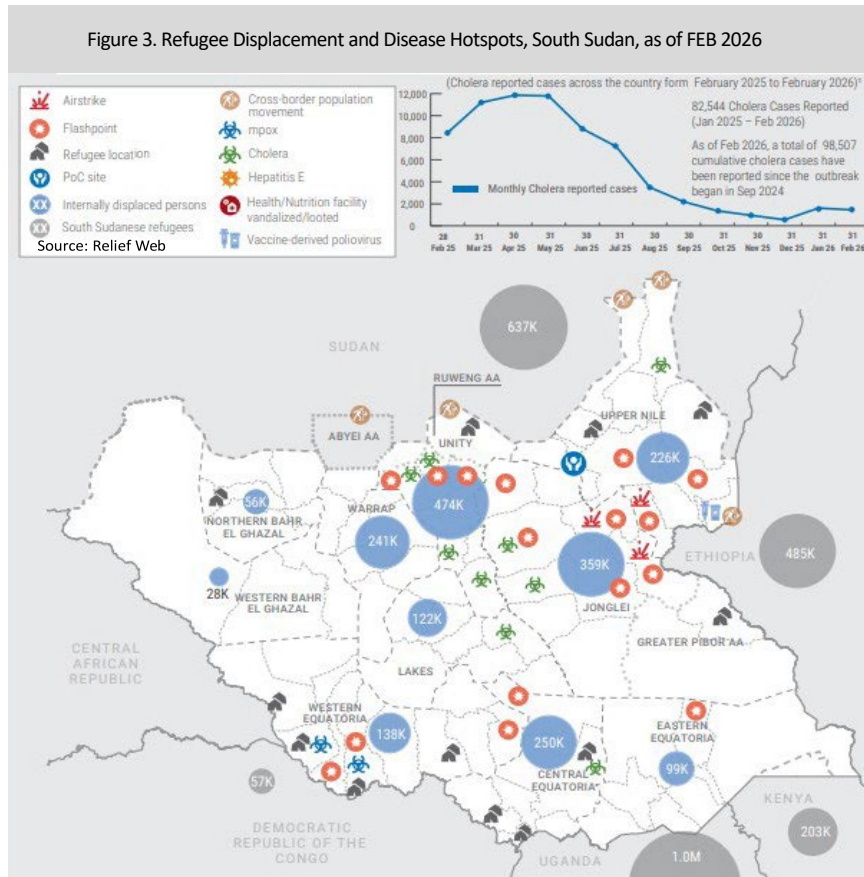 Figure 3. Refugee Displacement and Disease Hotspots, South Sudan, as of FEB 2026
Airstrike
Flashpoint
Refugee location
PoC site
XX Internally displaced persons
XX South Sudanese refugees
Source: Relief Web
Cross-border population
movement
mpox
Cholera
Hepatitis E
Health/Nutrition facility
vandalized/looted
Vaccine-derived poliovirus
(Cholera reported cases across the country form February 2025 to February 2026)
12,000
10,000
8,000
6,000
4,000
2,000
0
82,544 Cholera Cases Reported
(Jan 2025 – Feb 2026)
As of Feb 2026, a total of 98,507
cumulative cholera cases have
been reported since the outbreak
began in Sep 2024
Monthly Cholera reported cases
28 31 30 31 30 31 31 30 31 30 31 31 31
Feb 25 Mar 25 Apr 25 May 25 Jun 25 Jul 25 Aug 25 Sep 25 Oct 25 Nov 25 Dec 25 Jan 26 Feb 26
637K
SUDAN
RUWENG AA
UPPER NILE
ABYEI AA
UNITY
226K
474K
56K
WARRAP
NORTHERN BAHR
EL GHAZAL
241K
ETHIOPIA
485K
359K
28K
WESTERN BAHR
EL GHAZAL
JONGLEI
122K
GREATER PIBOR AA
CENTRAL
AFRICAN
REPUBLIC
LAKES
WESTERN
EQUATORIA
138K
250K
EASTERN
EQUATORIA
99K
CENTRAL
EQUATORIA
57K
KENYA
203K
DEMOCRATIC
REPUBLIC OF THE
CONGO
UGANDA
1.0M